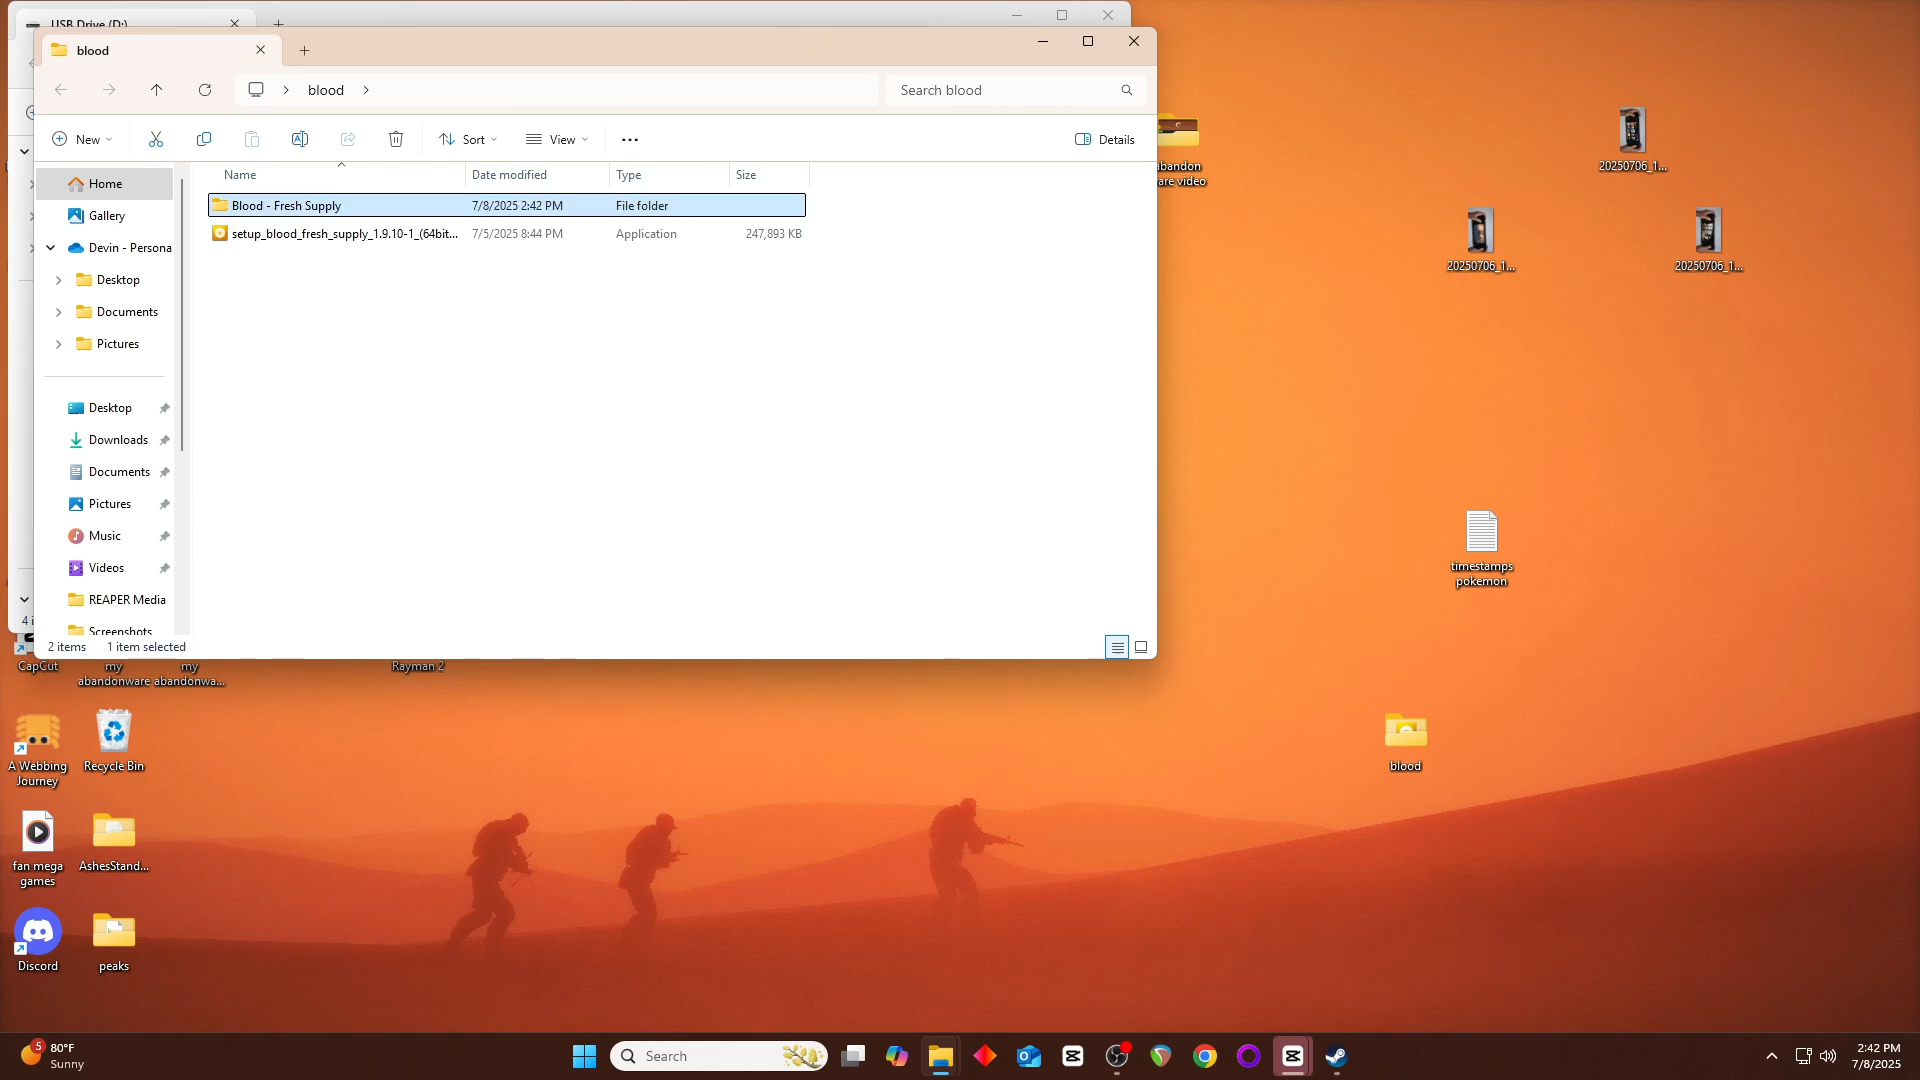 USB Drive (D:)
blood
blood
Search blood
New
Sort
View
Details
Name
Date modified
Type
Size
Blood - Fresh Supply
7/8/2025 2:42 PM
File folder
setup_blood_fresh_supply_1.9.10-1_(64bit...
7/5/2025 8:44 PM
Application
247,893 KB
Home
Gallery
Devin - Persona
Desktop
Documents
Pictures
Desktop
Downloads
Documents
Pictures
Music
Videos
REAPER Media
Screenshots
2 items
1 item selected
4 i
abandon
are video
20250706_1...
20250706_1...
20250706_1...
timestamps
pokemon
blood
CapCut
my
abandonware
my
abandonwa...
Rayman 2
A Webbing
Journey
Recycle Bin
fan mega
games
AshesStand...
Discord
peaks
5
80°F
Sunny
Search
2:42 PM
7/8/2025